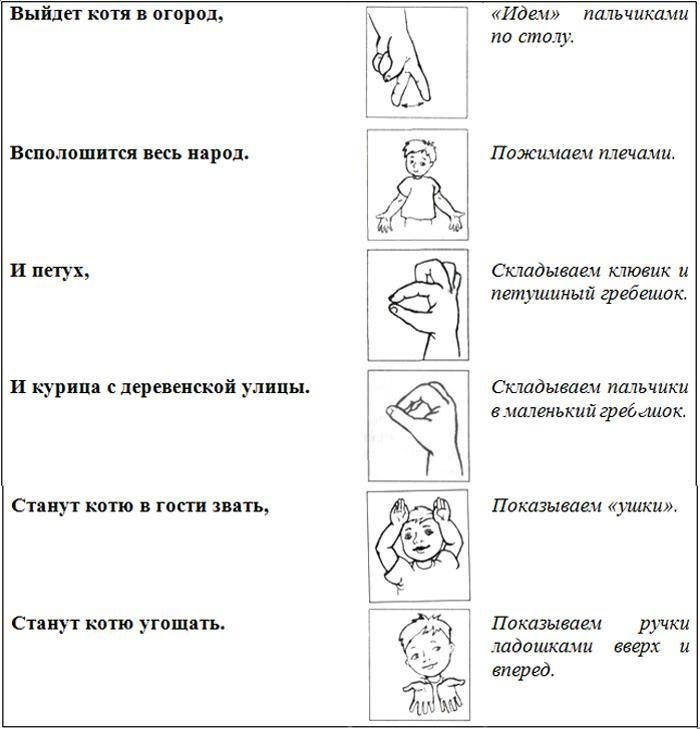 Выйдет котя в огород,
«Идем» пальчиками
по столу.
Всполошится весь народ.
Пожимаем плечами.
И петух,
Складываем клювик и
петушиный гребешок.
И курица с деревенской улицы.
Складываем пальчики
в маленький гребешок.
Станут котю в гости звать,
Показываем «ушки».
Станут котю угощать.
Показываем ручки
ладошками вверх и
вперед.